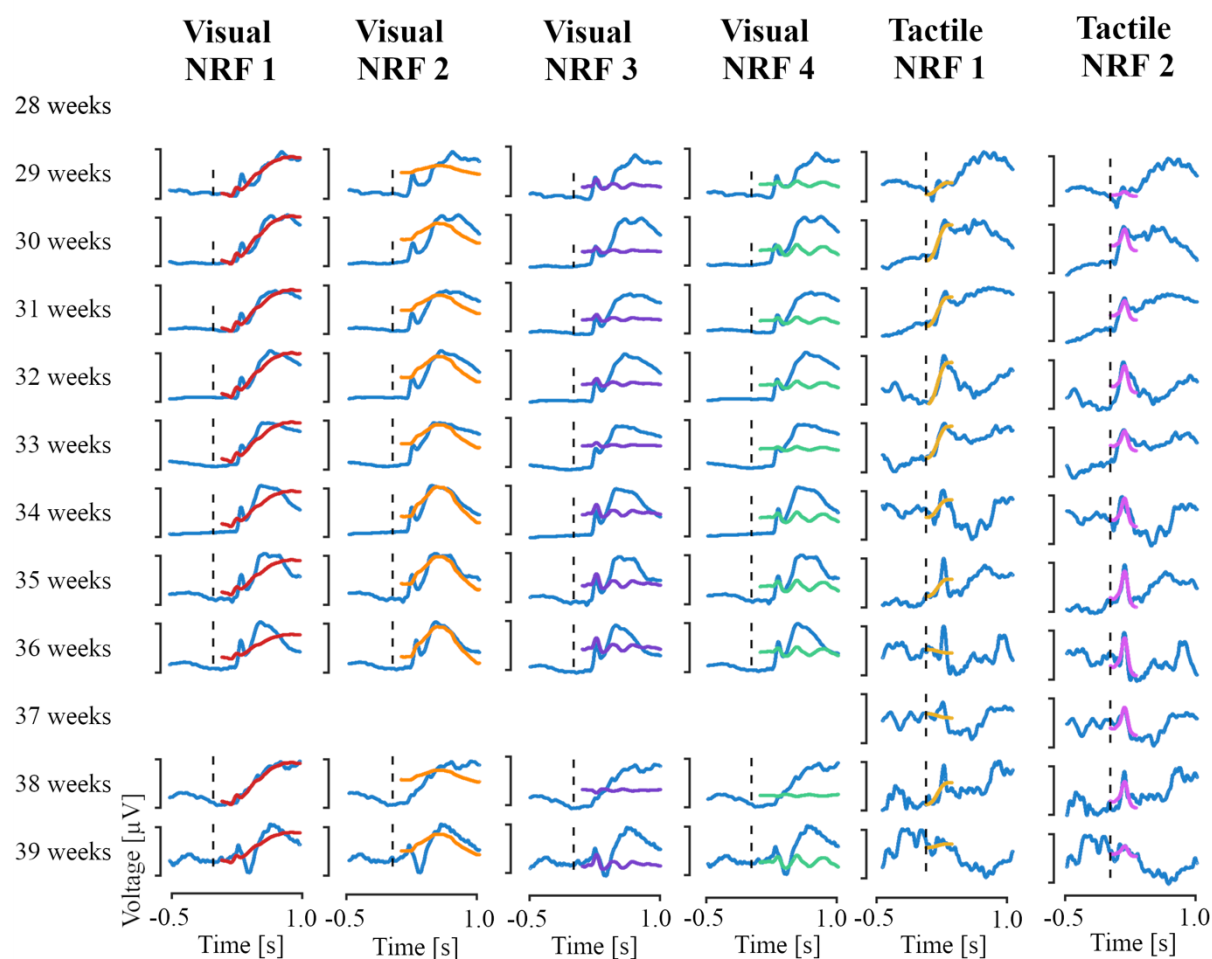 Visual NRF 1
Visual NRF 2
Visual NRF 3
Visual NRF 4
Tactile NRF 1
Tactile NRF 2
28 weeks
29 weeks
30 weeks
31 weeks
32 weeks
33 weeks
34 weeks
35 weeks
36 weeks
37 weeks
38 weeks
39 weeks
Voltage [μV]
-0.5 1.0 -0.5 1.0 -0.5 1.0 -0.5 1.0 -0.5 1.0 -0.5 1.0
Time [s] Time [s] Time [s] Time [s] Time [s] Time [s]